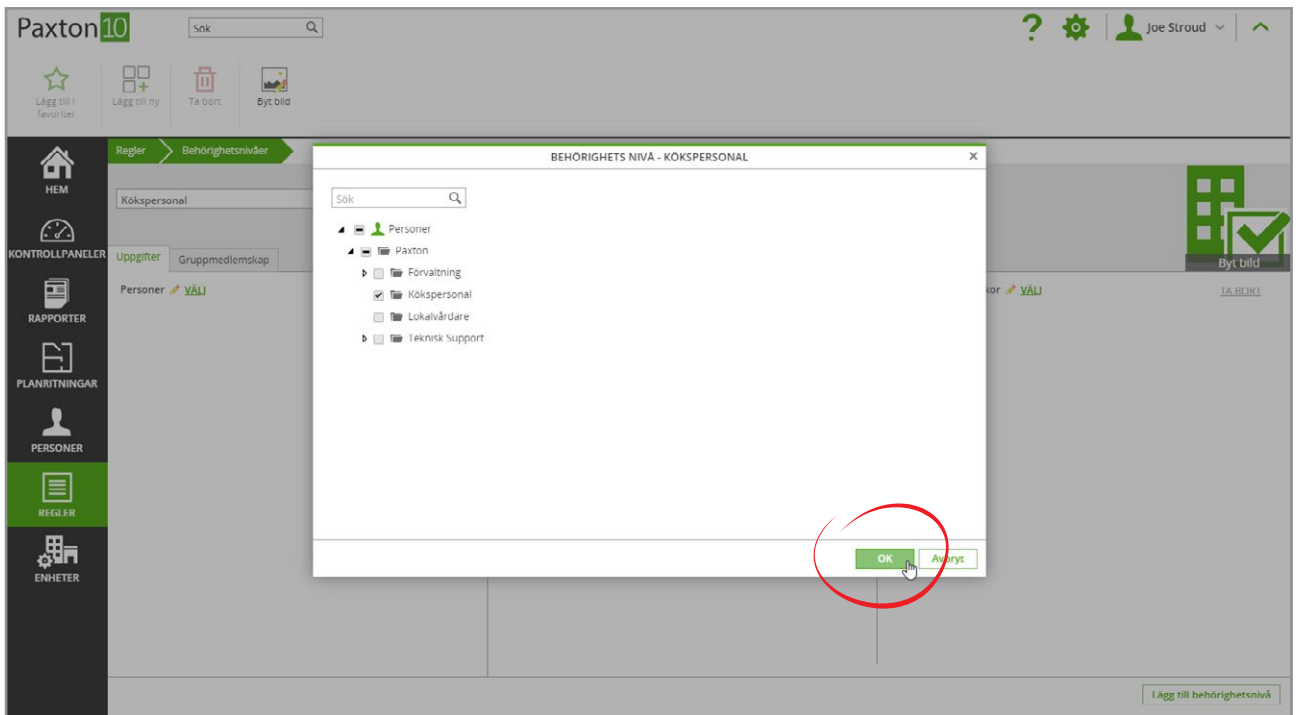 Paxton10
Sök
?
Joe Stroud
Lägg till i
favoriter
Lägg till ny
Ta bort
Byt bild
HEM
KONTROLLPANELER
RAPPORTER
PLANRITNINGAR
PERSONER
REGLER
ENHETER
Regler
Behörighetsnivåer
Kökspersonal
Uppgifter
Gruppmedlemskap
Personer VÄLJ
BEHÖRIGHETS NIVÅ - KÖKSPERSONAL
X
Sök
Personer
Paxton
Förvaltning
Kökspersonal
Lokalvårdare
Teknisk Support
OK
Avbryt
Byt bild
kor VÄLJ
TA BORT
Lägg till behörighetsnivå